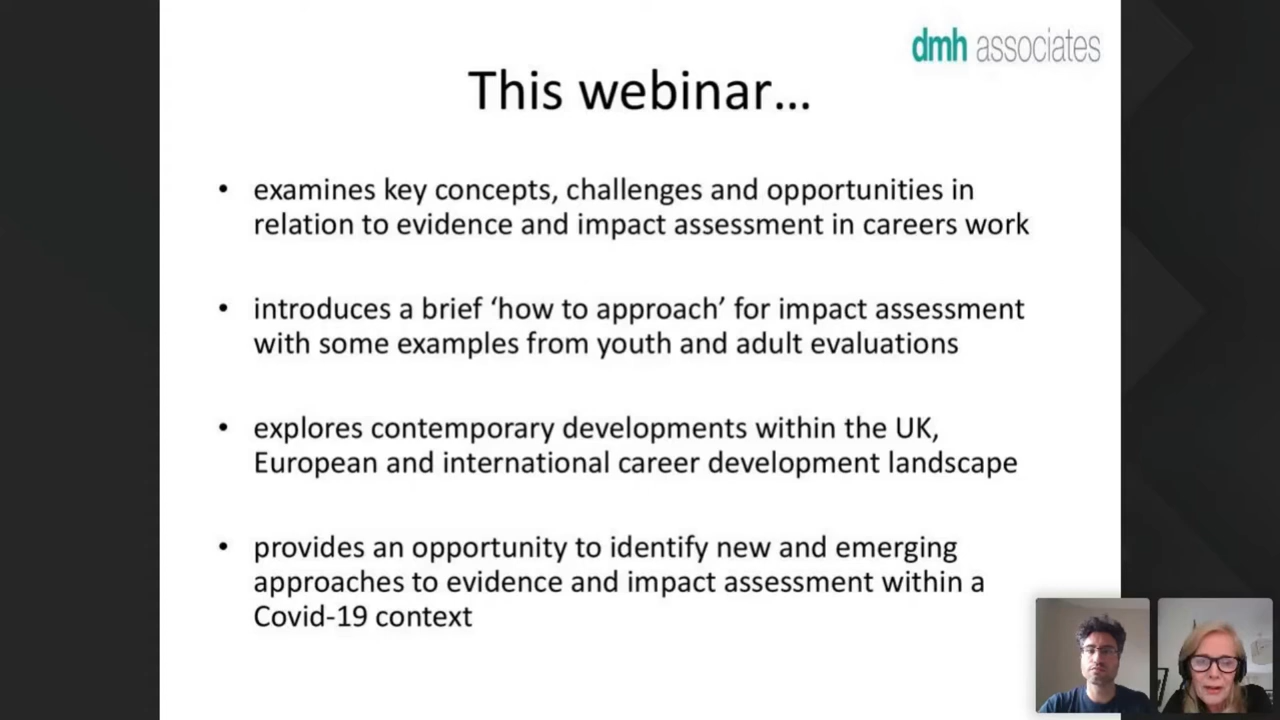 dmh associates
This webinar...
• examines key concepts, challenges and opportunities in
relation to evidence and impact assessment in careers work
• introduces a brief ‘how to approach’ for impact assessment
with some examples from youth and adult evaluations
• explores contemporary developments within the UK,
European and international career development landscape
• provides an opportunity to identify new and emerging
approaches to evidence and impact assessment within a
Covid-19 context